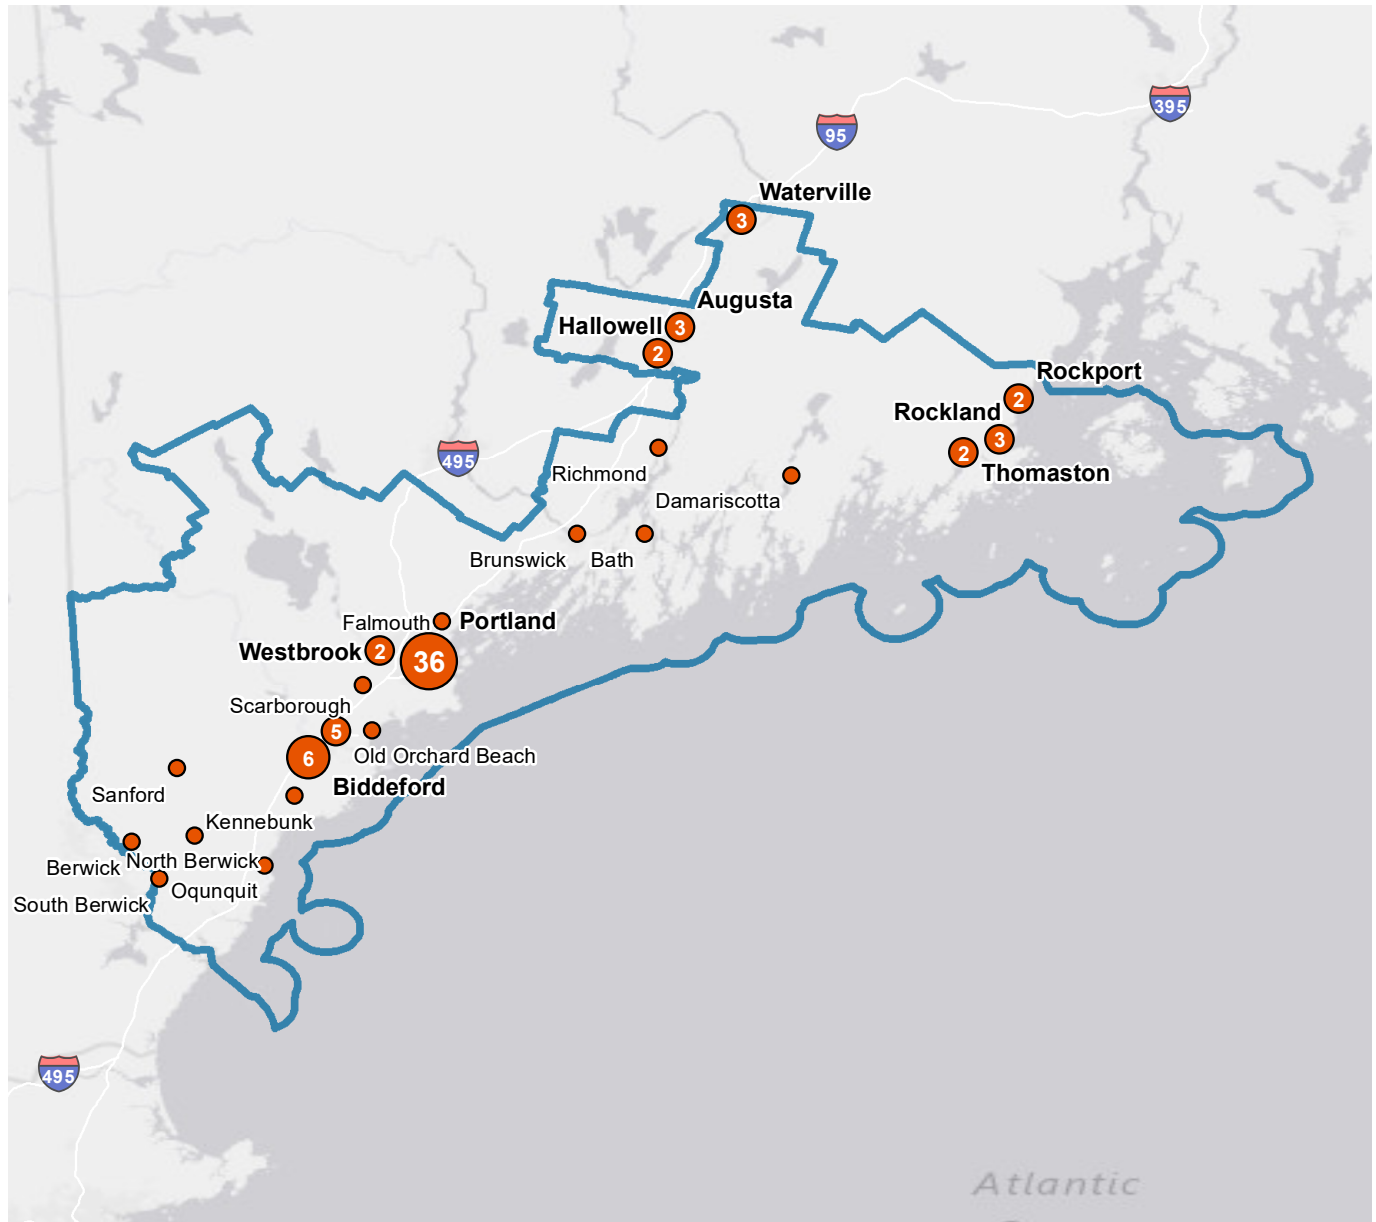 395
95
Waterville
3
Augusta
Hallowell
3
2
Rockport
2
Rockland
3
2
Thomaston
495
Richmond
Damariscotta
Brunswick
Bath
Falmouth
Portland
Westbrook
2
36
Scarborough
5
Old Orchard Beach
6
Biddeford
Sanford
Kennebunk
Berwick
North Berwick
Oqunquit
South Berwick
495
Atlantic